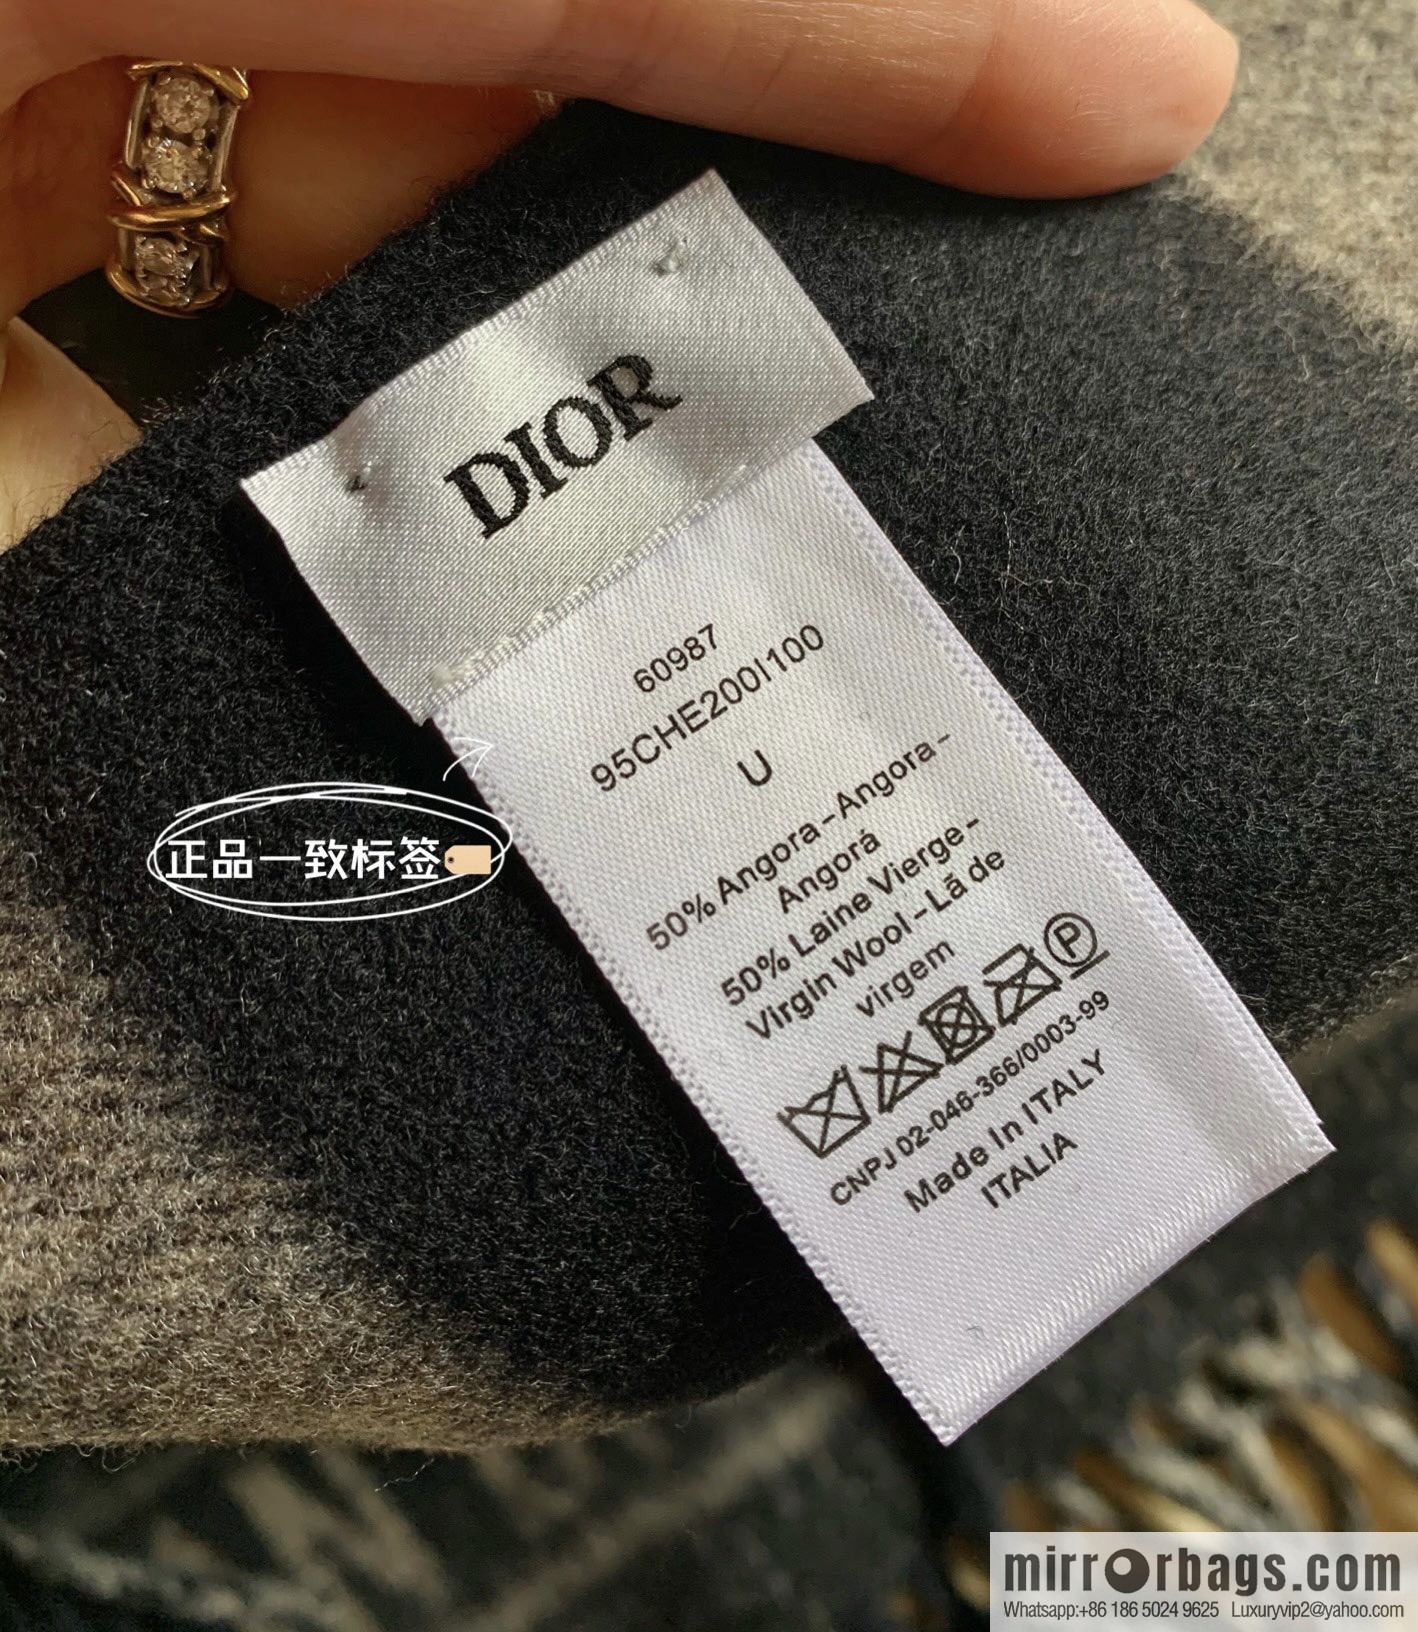 DIOR
60987
95CHE200I100
U
50% Angora-Angora-
Angorá
50% Laine Vierge-
Virgin Wool-Lã de
virgem
P
CNPJ 02-046-366/0003-99
Made In ITALY
ITALIA
正品一致标签
mirrorbags.com
Whatsapp:+86 186 5024 9625 Luxuryvip2@yahoo.com